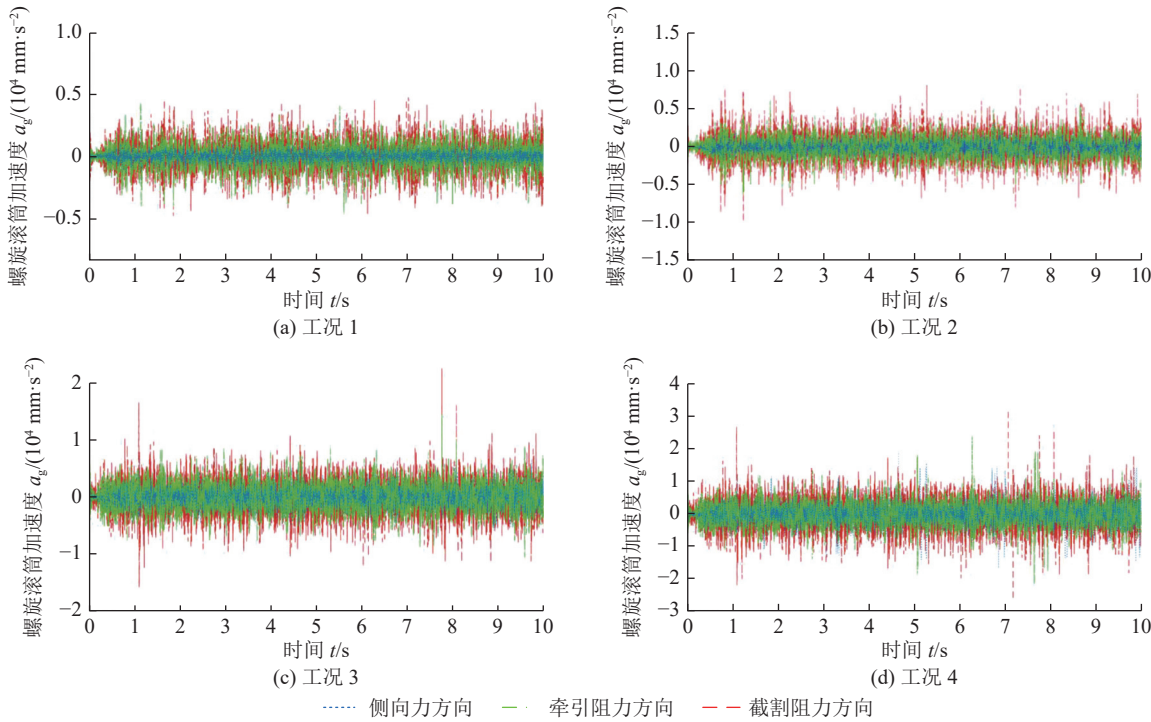 螺旋滚筒加速度 ag/(10⁴ mm·s⁻²)
1.0
0.5
0
−0.5
0 1 2 3 4 5 6 7 8 9 10
时间 t/s
(a) 工况 1
螺旋滚筒加速度 ag/(10⁴ mm·s⁻²)
1.5
1.0
0.5
0
−0.5
−1.0
−1.5
0 1 2 3 4 5 6 7 8 9 10
时间 t/s
(b) 工况 2
螺旋滚筒加速度 ag/(10⁴ mm·s⁻²)
2
1
0
−1
−2
0 1 2 3 4 5 6 7 8 9 10
时间 t/s
(c) 工况 3
螺旋滚筒加速度 ag/(10⁴ mm·s⁻²)
4
3
2
1
0
−1
−2
−3
0 1 2 3 4 5 6 7 8 9 10
时间 t/s
(d) 工况 4
侧向力方向 牵引阻力方向 截割阻力方向